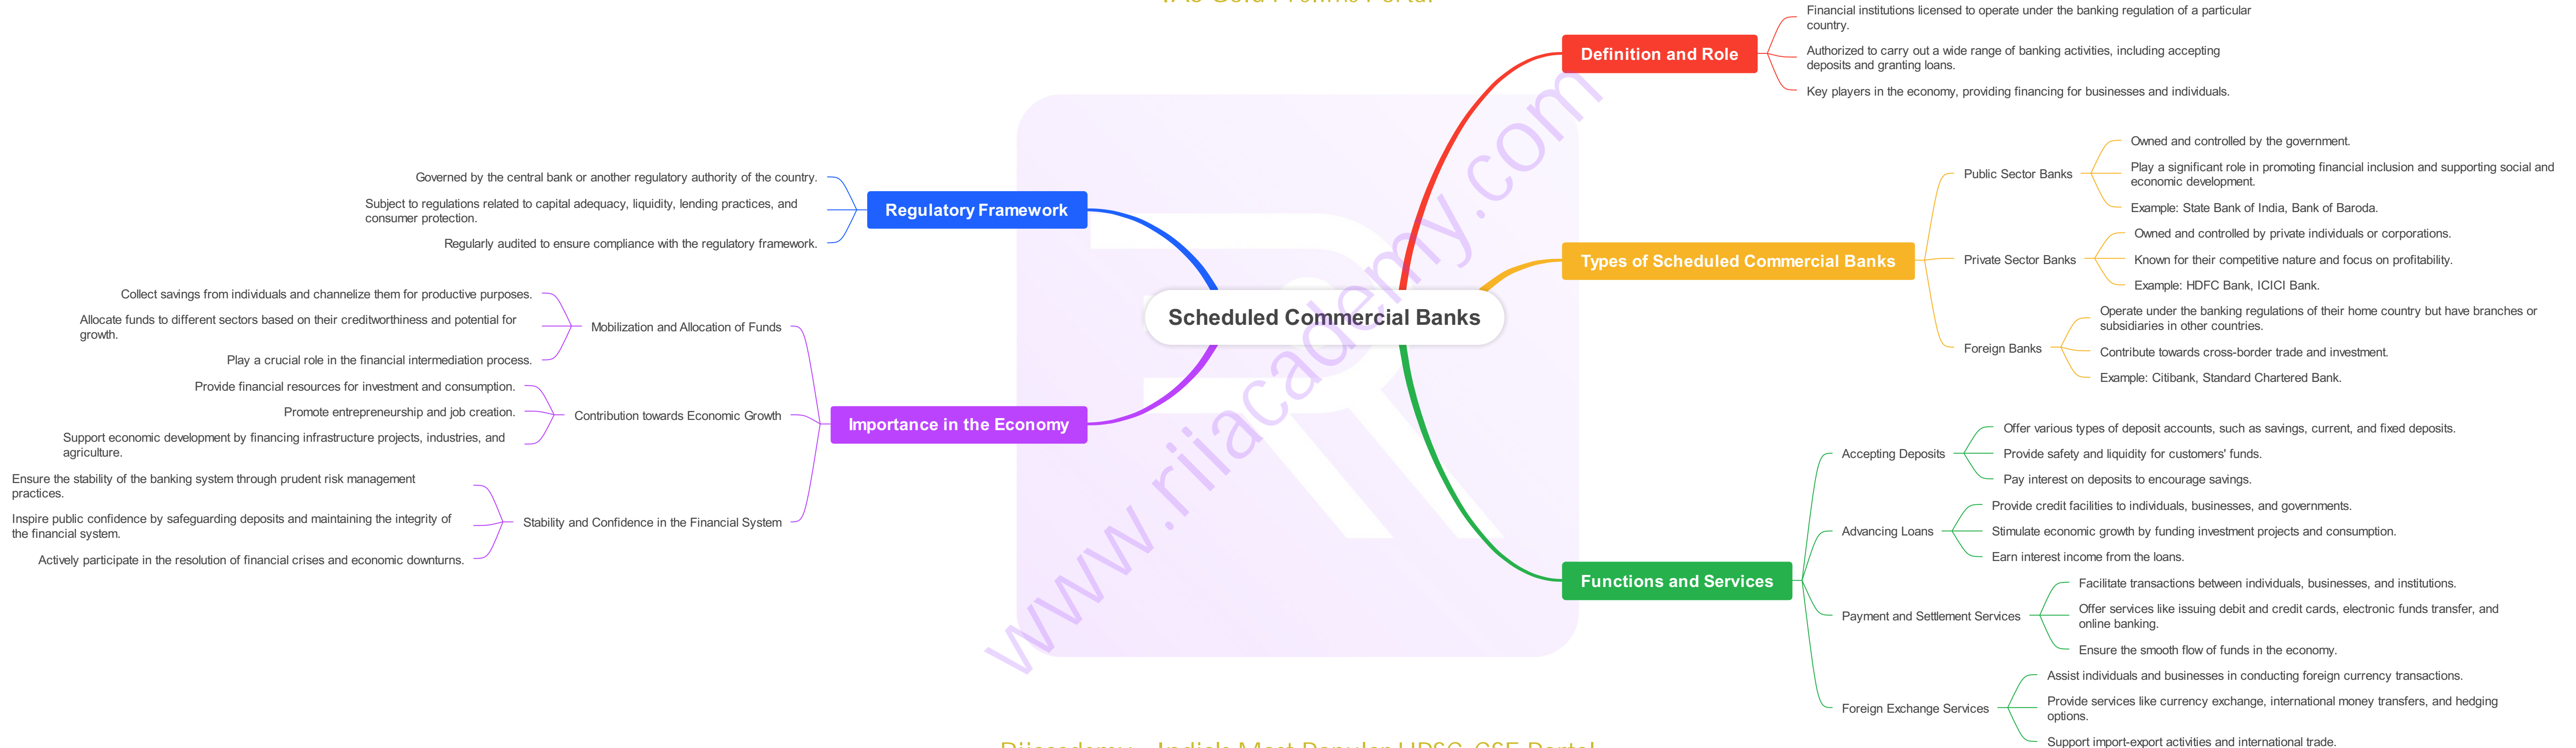 Scheduled Commercial Banks
Definition and Role
Financial institutions licensed to operate under the banking regulation of a particular
country.
Authorized to carry out a wide range of banking activities, including accepting
deposits and granting loans.
Key players in the economy, providing financing for businesses and individuals.
Types of Scheduled Commercial Banks
Public Sector Banks
Owned and controlled by the government.
Play a significant role in promoting financial inclusion and supporting social and
economic development.
Example: State Bank of India, Bank of Baroda.
Private Sector Banks
Owned and controlled by private individuals or corporations.
Known for their competitive nature and focus on profitability.
Example: HDFC Bank, ICICI Bank.
Foreign Banks
Operate under the banking regulations of their home country but have branches or
subsidiaries in other countries.
Contribute towards cross-border trade and investment.
Example: Citibank, Standard Chartered Bank.
Functions and Services
Accepting Deposits
Offer various types of deposit accounts, such as savings, current, and fixed deposits.
Provide safety and liquidity for customers' funds.
Pay interest on deposits to encourage savings.
Advancing Loans
Provide credit facilities to individuals, businesses, and governments.
Stimulate economic growth by funding investment projects and consumption.
Earn interest income from the loans.
Payment and Settlement Services
Facilitate transactions between individuals, businesses, and institutions.
Offer services like issuing debit and credit cards, electronic funds transfer, and
online banking.
Ensure the smooth flow of funds in the economy.
Foreign Exchange Services
Assist individuals and businesses in conducting foreign currency transactions.
Provide services like currency exchange, international money transfers, and hedging
options.
Support import-export activities and international trade.
Regulatory Framework
Governed by the central bank or another regulatory authority of the country.
Subject to regulations related to capital adequacy, liquidity, lending practices, and
consumer protection.
Regularly audited to ensure compliance with the regulatory framework.
Importance in the Economy
Mobilization and Allocation of Funds
Collect savings from individuals and channelize them for productive purposes.
Allocate funds to different sectors based on their creditworthiness and potential for
growth.
Play a crucial role in the financial intermediation process.
Contribution towards Economic Growth
Provide financial resources for investment and consumption.
Promote entrepreneurship and job creation.
Support economic development by financing infrastructure projects, industries, and
agriculture.
Stability and Confidence in the Financial System
Ensure the stability of the banking system through prudent risk management
practices.
Inspire public confidence by safeguarding deposits and maintaining the integrity of
the financial system.
Actively participate in the resolution of financial crises and economic downturns.
www.riiacademy.com